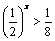 (1/2)^x > 1/8